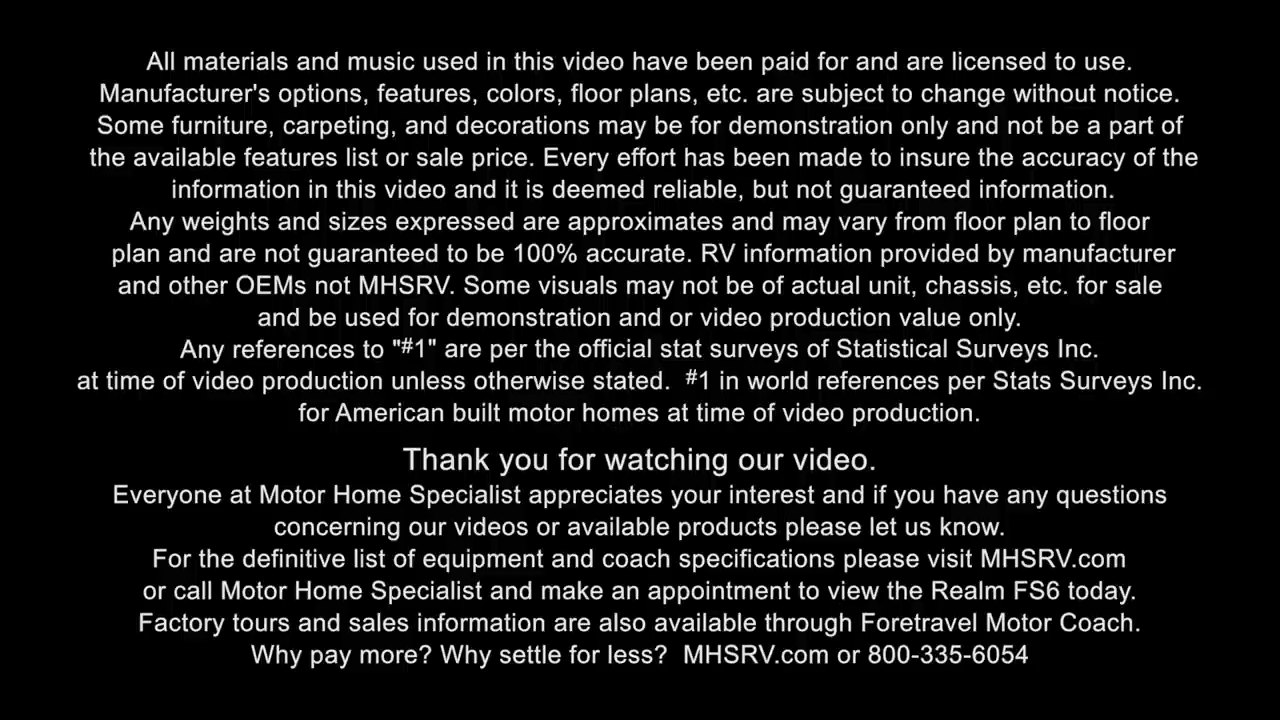 All materials and music used in this video have been paid for and are licensed to use.
Manufacturer's options, features, colors, floor plans, etc. are subject to change without notice.
Some furniture, carpeting, and decorations may be for demonstration only and not be a part of
the available features list or sale price. Every effort has been made to insure the accuracy of the
information in this video and it is deemed reliable, but not guaranteed information.
Any weights and sizes expressed are approximates and may vary from floor plan to floor
plan and are not guaranteed to be 100% accurate. RV information provided by manufacturer
and other OEMs not MHSRV. Some visuals may not be of actual unit, chassis, etc. for sale
and be used for demonstration and or video production value only.
Any references to "#1" are per the official stat surveys of Statistical Surveys Inc.
at time of video production unless otherwise stated.  #1 in world references per Stats Surveys Inc.
for American built motor homes at time of video production.
Thank you for watching our video.
Everyone at Motor Home Specialist appreciates your interest and if you have any questions
concerning our videos or available products please let us know.
For the definitive list of equipment and coach specifications please visit MHSRV.com
or call Motor Home Specialist and make an appointment to view the Realm FS6 today.
Factory tours and sales information are also available through Foretravel Motor Coach.
Why pay more? Why settle for less?  MHSRV.com or 800-335-6054